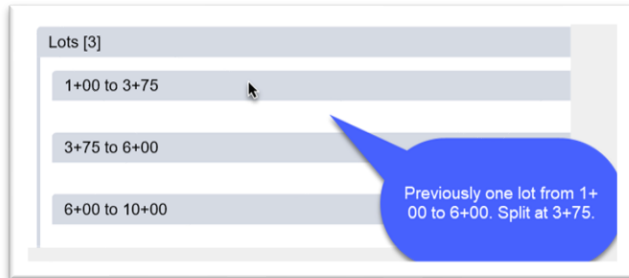 Lots [3]
1+00 to 3+75
3+75 to 6+00
6+00 to 10+00
Previously one lot from 1+
00 to 6+00. Split at 3+75.